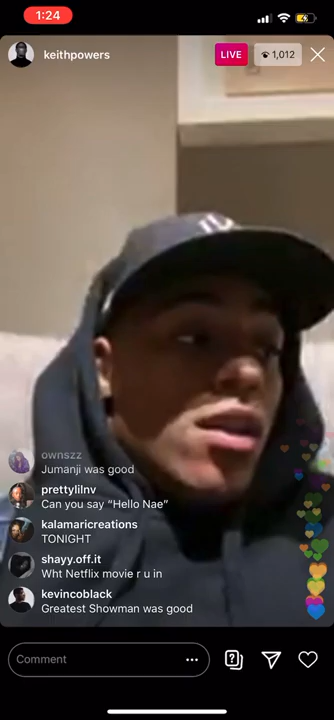 1:24
keithpowers
LIVE
1,012
ownszz
Jumanji was good
prettylilnv
Can you say “Hello Nae”
kalamaricreations
TONIGHT
shayy.off.it
Wht Netflix movie r u in
kevincoblack
Greatest Showman was good
Comment